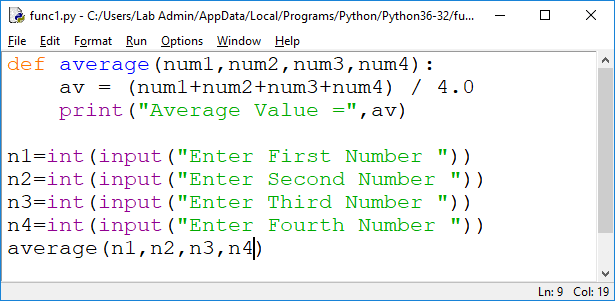 func1.py - C:/Users/Lab Admin/AppData/Local/Programs/Python/Python36-32/fu...
File Edit Format Run Options Window Help
def average(num1,num2,num3,num4):
    av = (num1+num2+num3+num4) / 4.0
    print("Average Value =",av)
n1=int(input("Enter First Number "))
n2=int(input("Enter Second Number "))
n3=int(input("Enter Third Number "))
n4=int(input("Enter Fourth Number "))
average(n1,n2,n3,n4)
Ln: 9 Col: 19